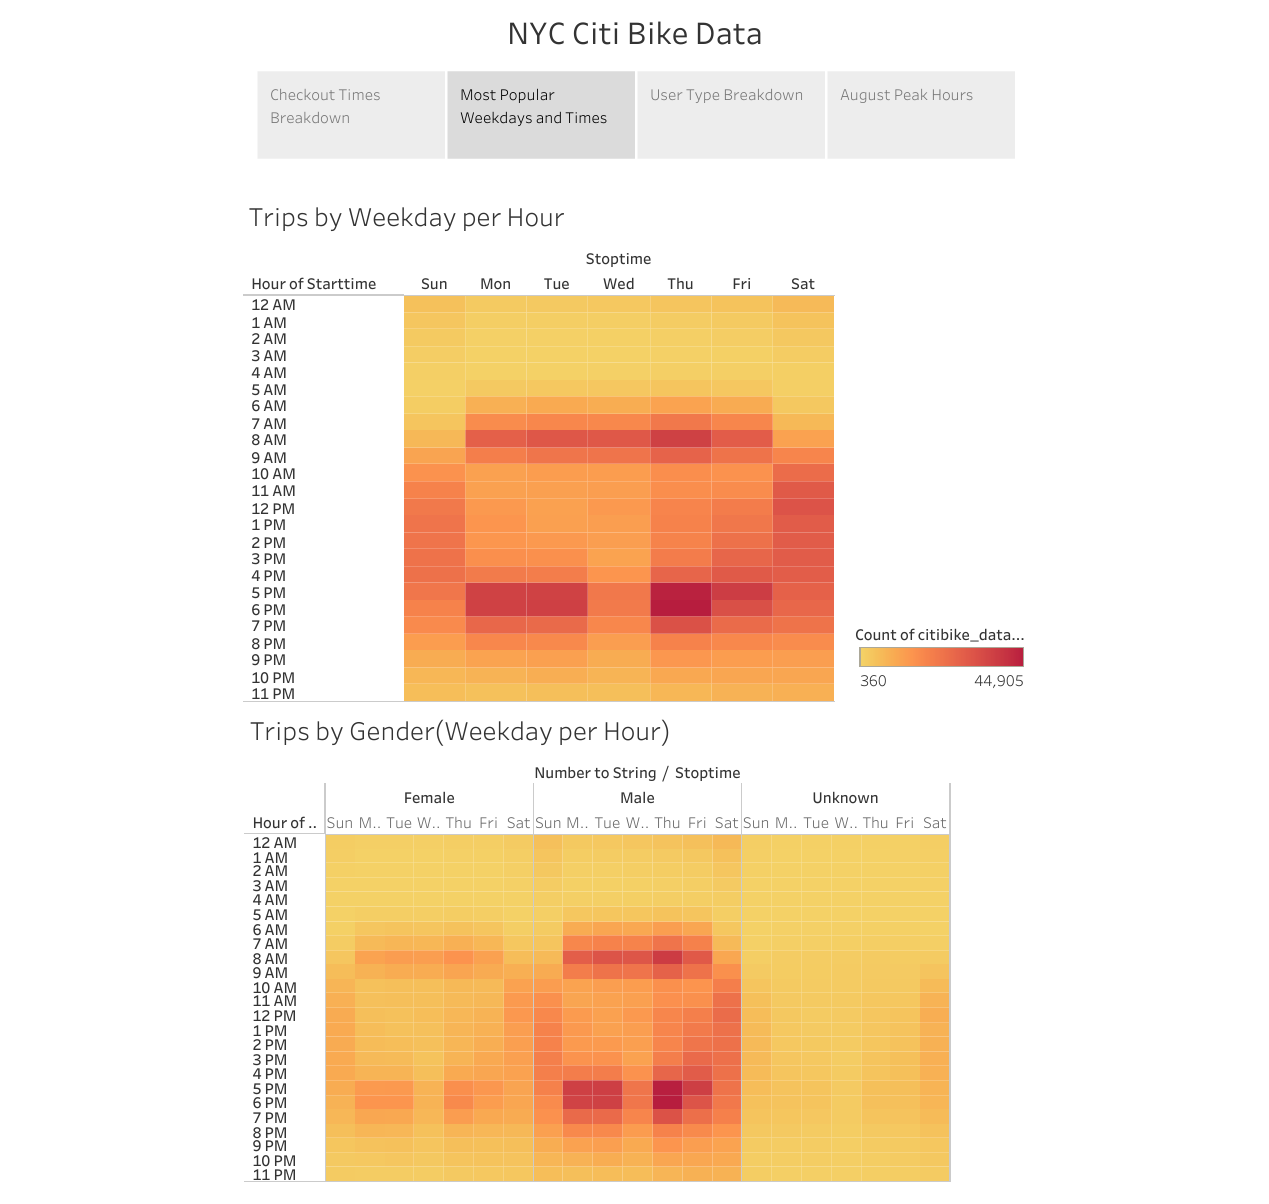 NYC Citi Bike Data
Checkout Times
Breakdown
Most Popular
Weekdays and Times
User Type Breakdown
August Peak Hours
Trips by Weekday per Hour
Stoptime
Hour of Starttime Sun Mon Tue Wed Thu Fri Sat
12 AM
1 AM
2 AM
3 AM
4 AM
5 AM
6 AM
7 AM
8 AM
9 AM
10 AM
11 AM
12 PM
1 PM
2 PM
3 PM
4 PM
5 PM
6 PM
7 PM
8 PM
9 PM
10 PM
11 PM
Count of citibike_data...
360 44,905
Trips by Gender(Weekday per Hour)
Number to String / Stoptime
Female Male Unknown
Hour of .. Sun M.. Tue W.. Thu Fri Sat Sun M.. Tue W.. Thu Fri Sat Sun M.. Tue W.. Thu Fri Sat
12 AM
1 AM
2 AM
3 AM
4 AM
5 AM
6 AM
7 AM
8 AM
9 AM
10 AM
11 AM
12 PM
1 PM
2 PM
3 PM
4 PM
5 PM
6 PM
7 PM
8 PM
9 PM
10 PM
11 PM